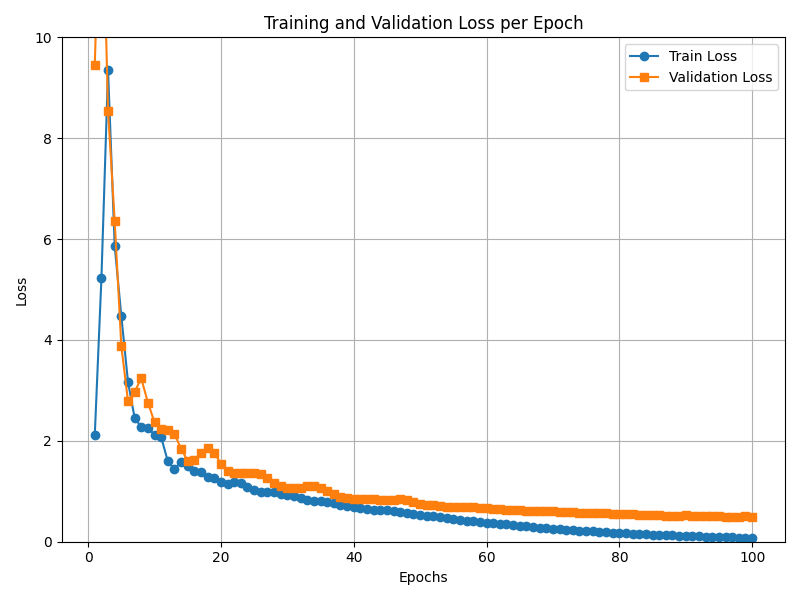 Training and Validation Loss per Epoch
Train Loss
Validation Loss
10
8
6
4
2
0
Loss
0 20 40 60 80 100
Epochs